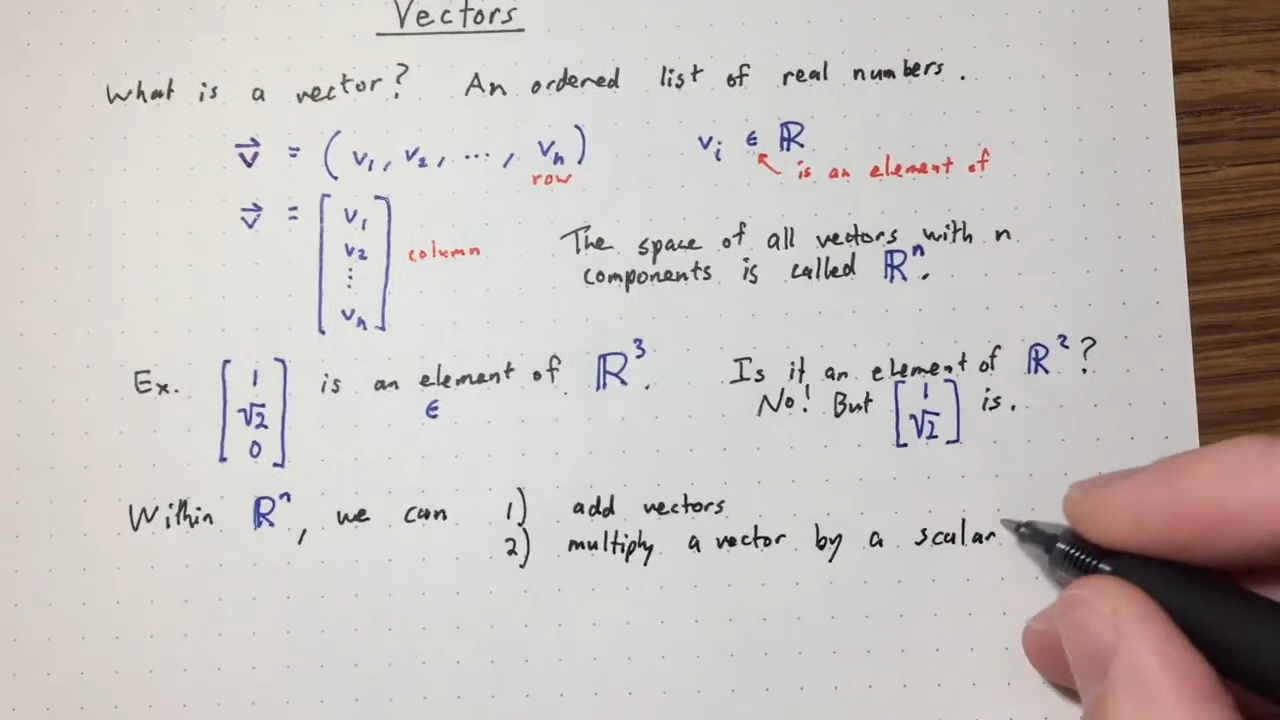 Vectors
What is a vector? An ordered list of real numbers.
v⃗ = (v₁, v₂, ..., vₙ) vᵢ ∈ ℝ
row
is an element of
v⃗ = [v₁ v₂ ⋮ vₙ] column
The space of all vectors with n
components is called ℝⁿ.
Ex. [1 √2 0] is an element of ℝ³.
∈
Is it an element of ℝ²?
No! But [1 √2] is.
Within ℝⁿ, we can 1) add vectors
2) multiply a vector by a scalar